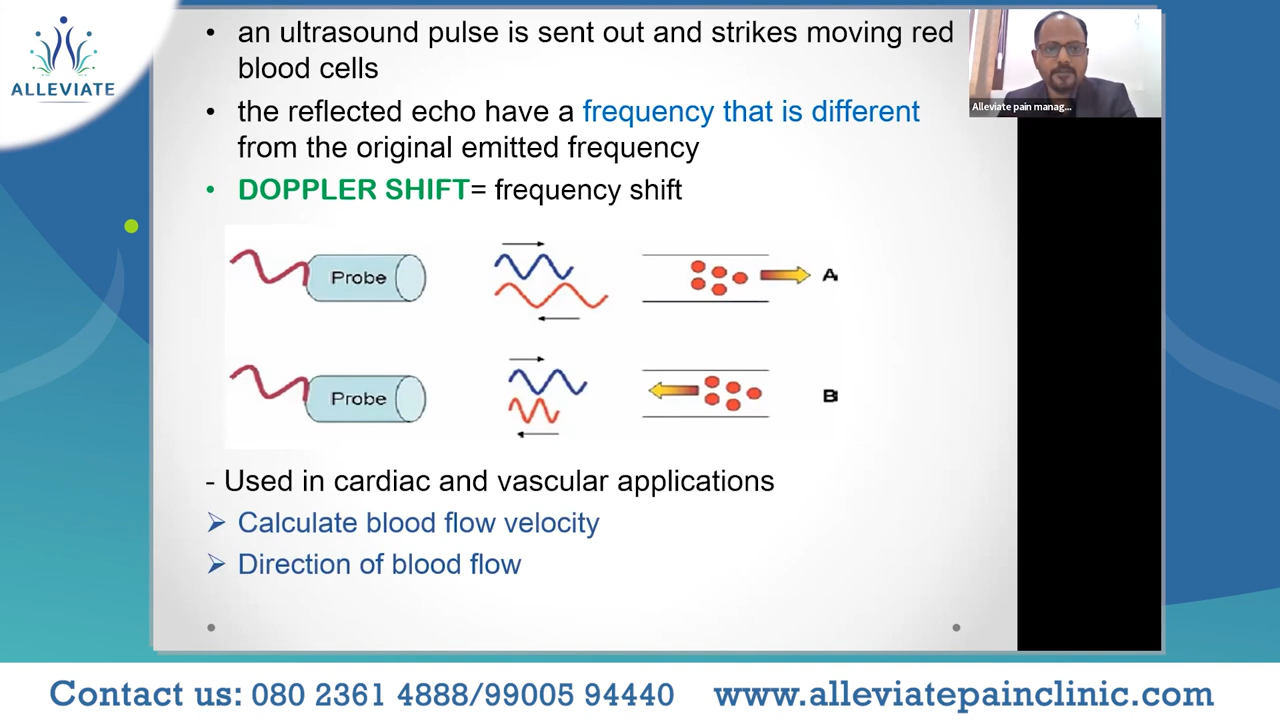 ALLEVIATE
• an ultrasound pulse is sent out and strikes moving red
blood cells
• the reflected echo have a frequency that is different
from the original emitted frequency
• DOPPLER SHIFT= frequency shift
Alleviate pain manag...
Probe
A
Probe
B
- Used in cardiac and vascular applications
➢ Calculate blood flow velocity
➢ Direction of blood flow
Contact us: 080 2361 4888/99005 94440 www.alleviatepainclinic.com